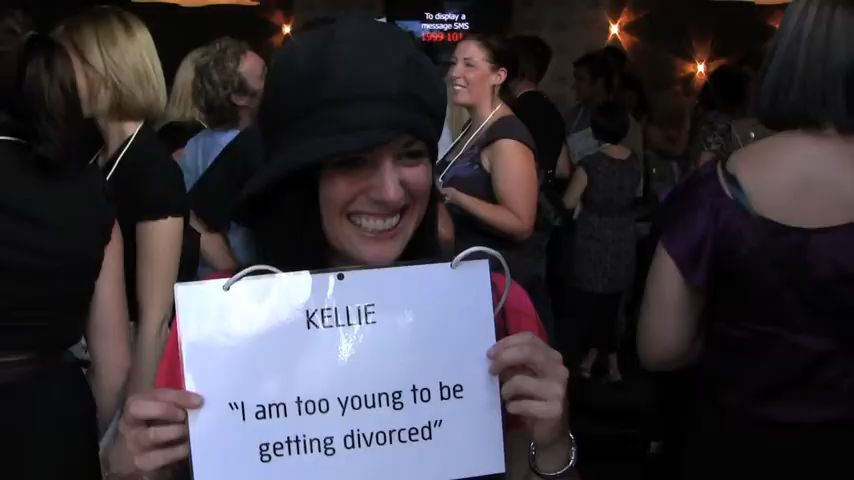 To display a
message SMS
KELLIE
"I am too young to be
getting divorced"